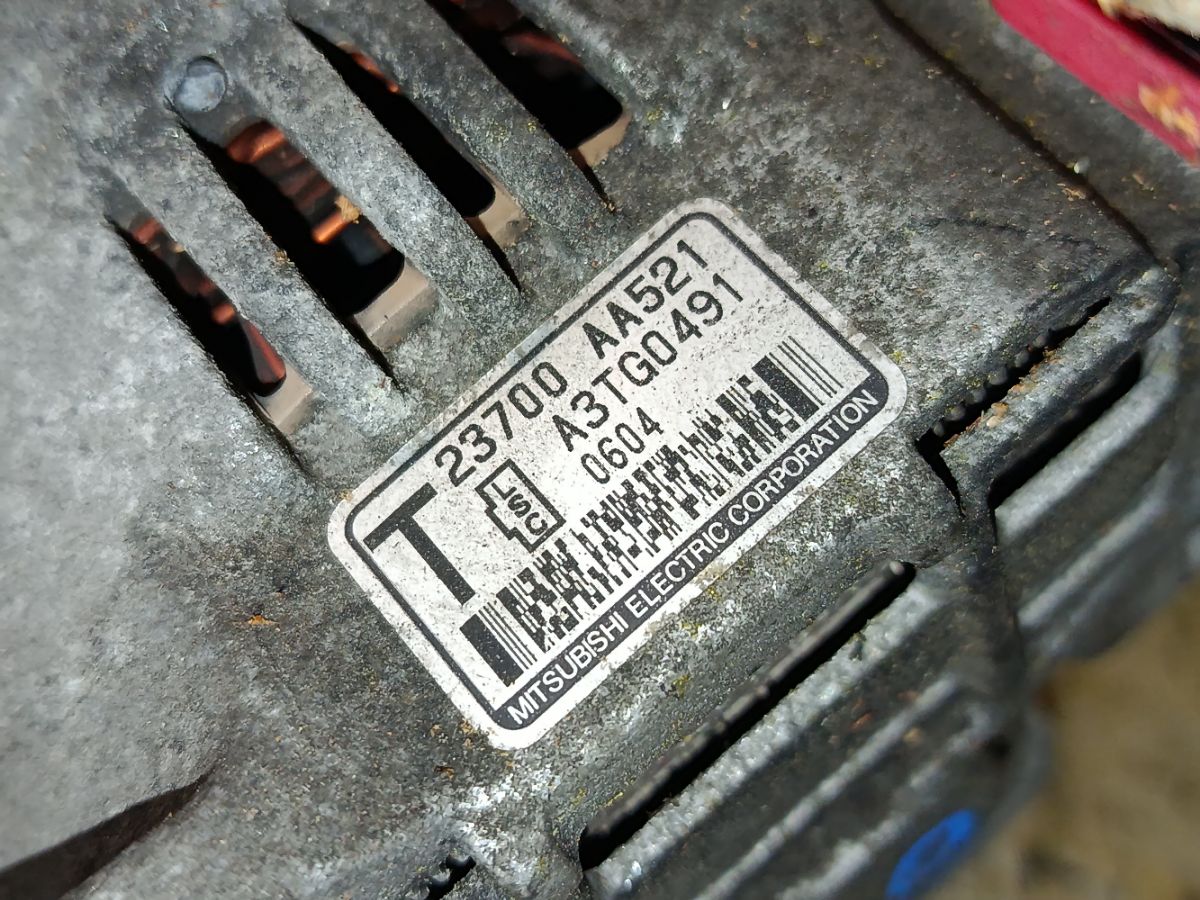 23700 AA521
A3TG0491
0604
T
LSC
MITSUBISHI ELECTRIC CORPORATION